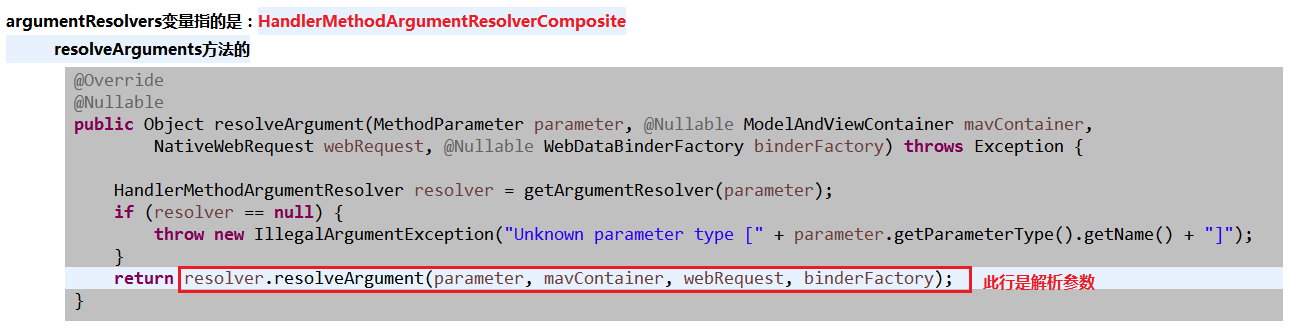 argumentResolvers变量指的是：HandlerMethodArgumentResolverComposite
resolveArguments方法的
@Override
@Nullable
public Object resolveArgument(MethodParameter parameter, @Nullable ModelAndViewContainer mavContainer,
NativeWebRequest webRequest, @Nullable WebDataBinderFactory binderFactory) throws Exception {
HandlerMethodArgumentResolver resolver = getArgumentResolver(parameter);
if (resolver == null) {
throw new IllegalArgumentException("Unknown parameter type [" + parameter.getParameterType().getName() + "]");
}
return resolver.resolveArgument(parameter, mavContainer, webRequest, binderFactory); 此行是解析参数
}